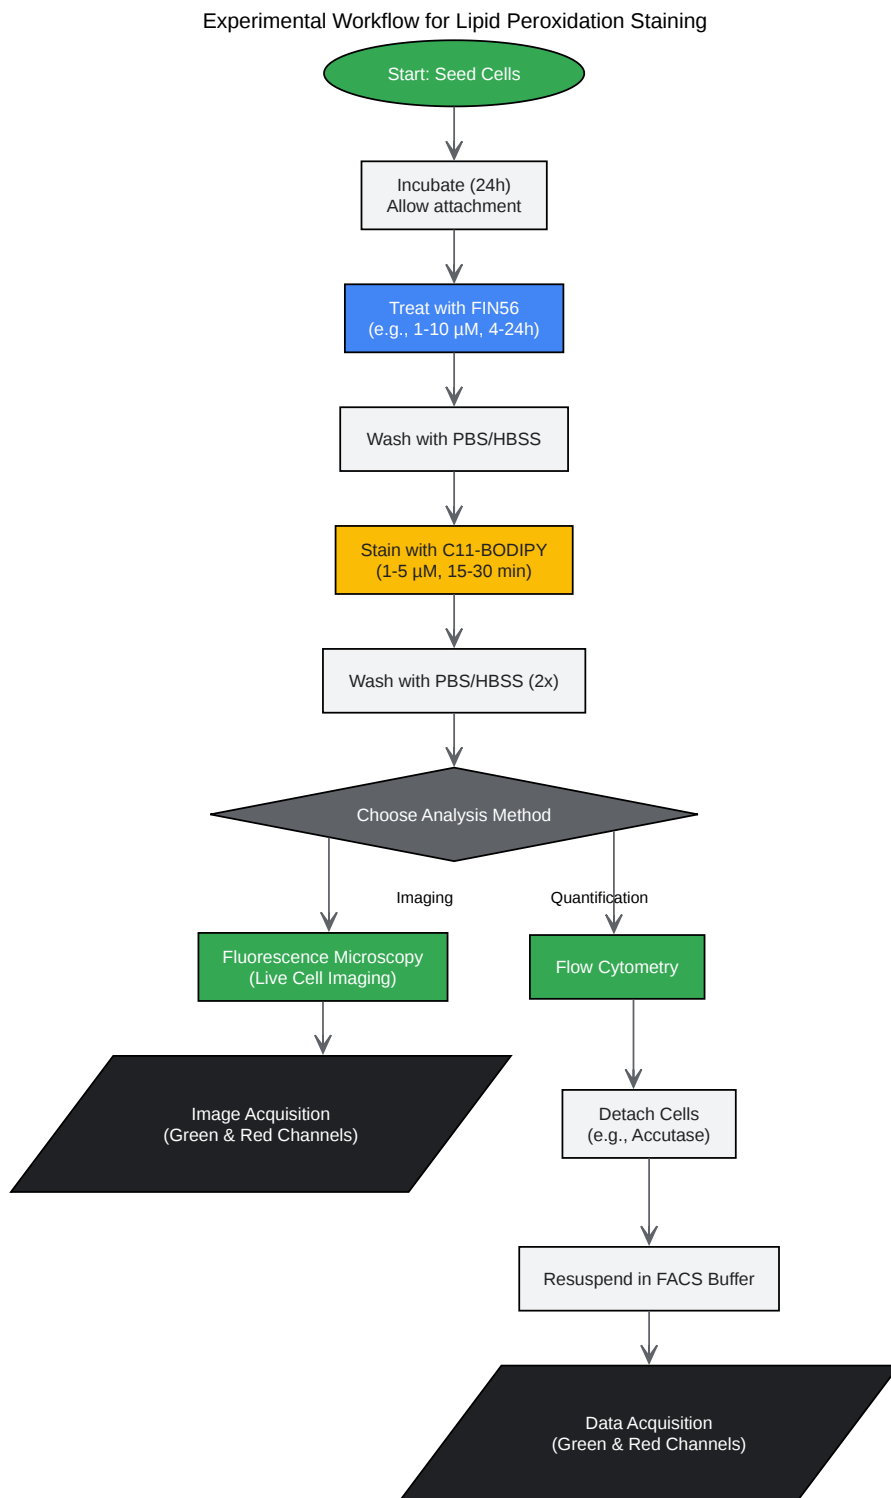 Experimental Workflow for Lipid Peroxidation Staining
Start: Seed Cells
Incubate (24h)
Allow attachment
Treat with FIN56
(e.g., 1-10 µM, 4-24h)
Wash with PBS/HBSS
Stain with C11-BODIPY
(1-5 µM, 15-30 min)
Wash with PBS/HBSS (2x)
Choose Analysis Method
Imaging
Quantification
Fluorescence Microscopy
(Live Cell Imaging)
Flow Cytometry
Image Acquisition
(Green & Red Channels)
Detach Cells
(e.g., Accutase)
Resuspend in FACS Buffer
Data Acquisition
(Green & Red Channels)